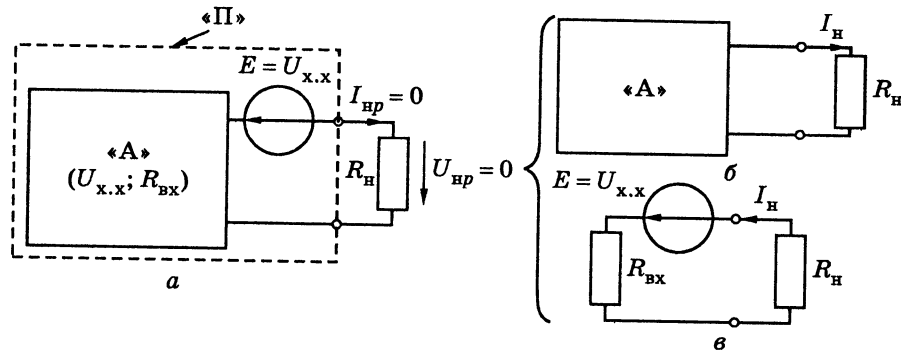 «П»
E = Uх.х
Iнр = 0
«А»
(Uх.х; Rвх)
Rн
Uнр = 0
а
«А»
Iн
Rн
б
E = Uх.х
Iн
Rвх
Rн
в